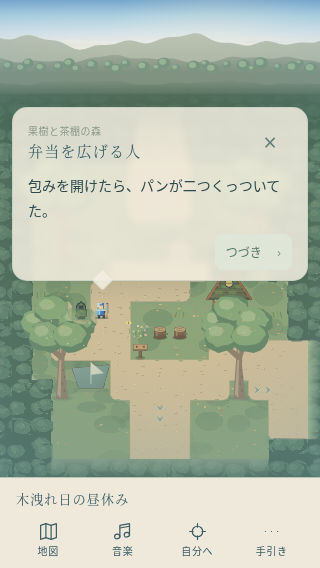 果樹と茶棚の森
弁当を広げる人
包みを開けたら、パンが二つくっついて
た。
つづき ›
木洩れ日の昼休み
地図
音楽
自分へ
手引き